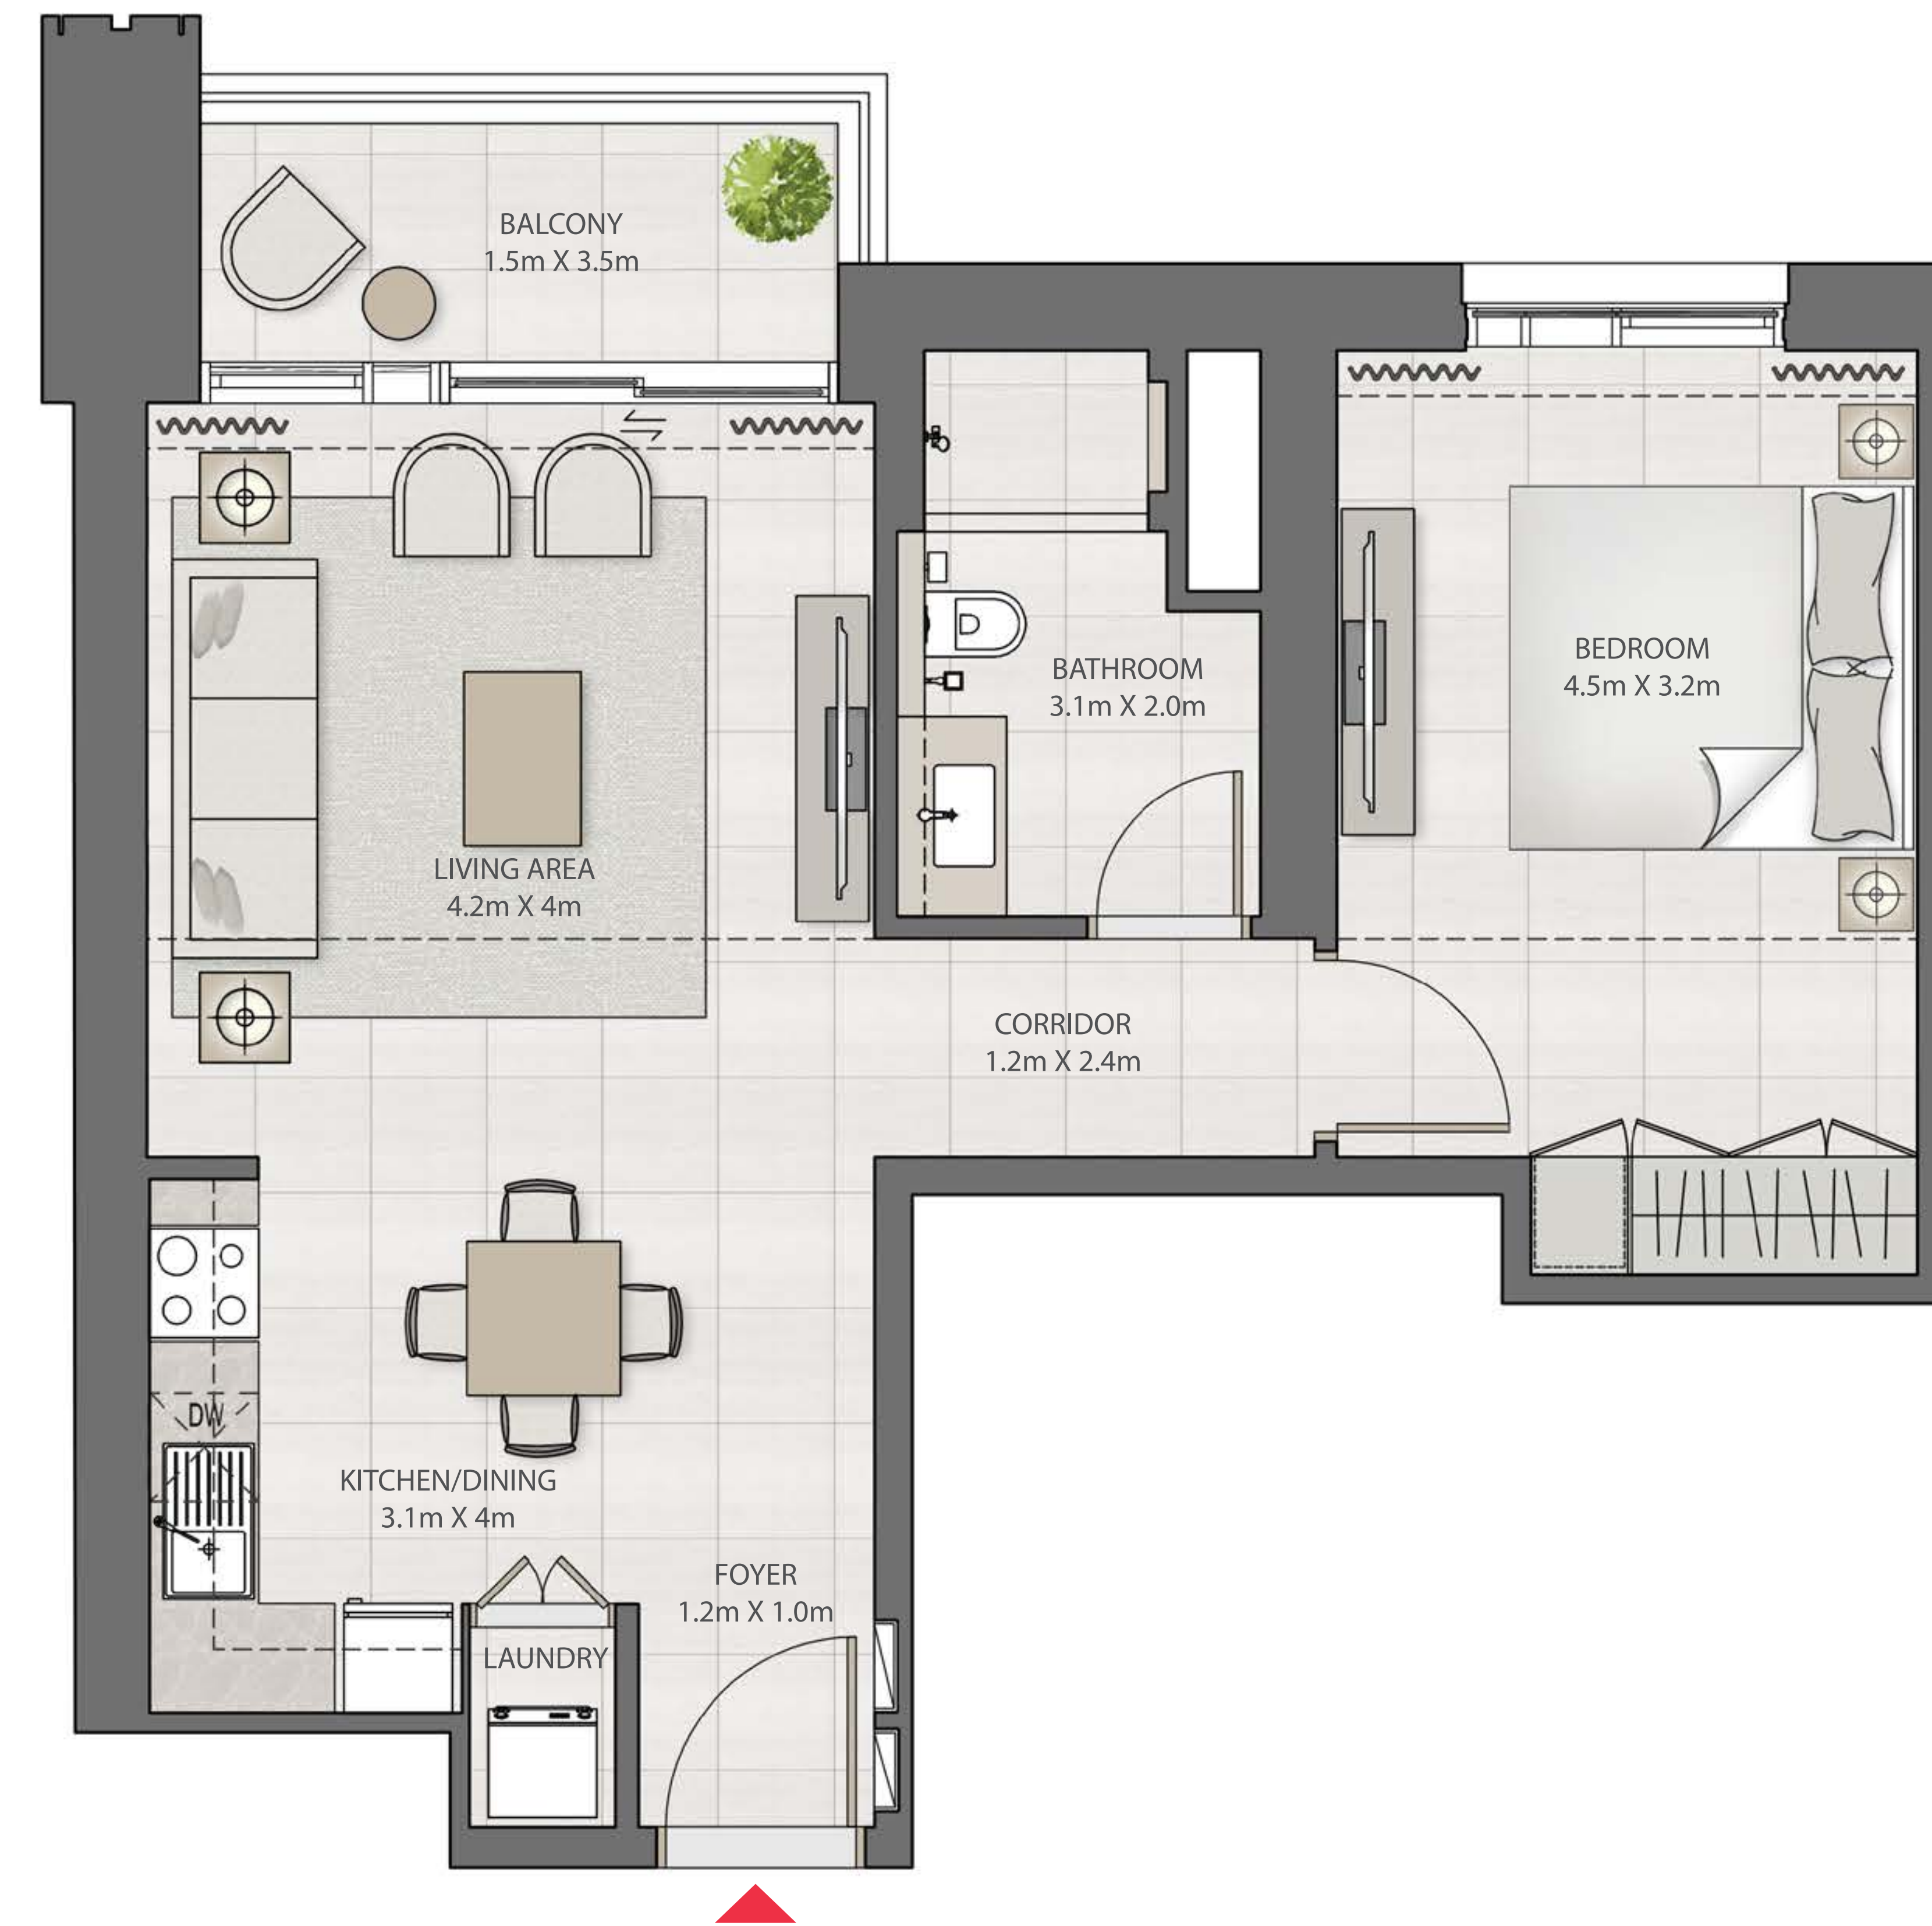 BALCONY
1.5m X 3.5m
BEDROOM
4.5m X 3.2m
BATHROOM
3.1m X 2.0m
LIVING AREA
4.2m X 4m
CORRIDOR
1.2m X 2.4m
DW
KITCHEN/DINING
3.1m X 4m
FOYER
1.2m X 1.0m
LAUNDRY